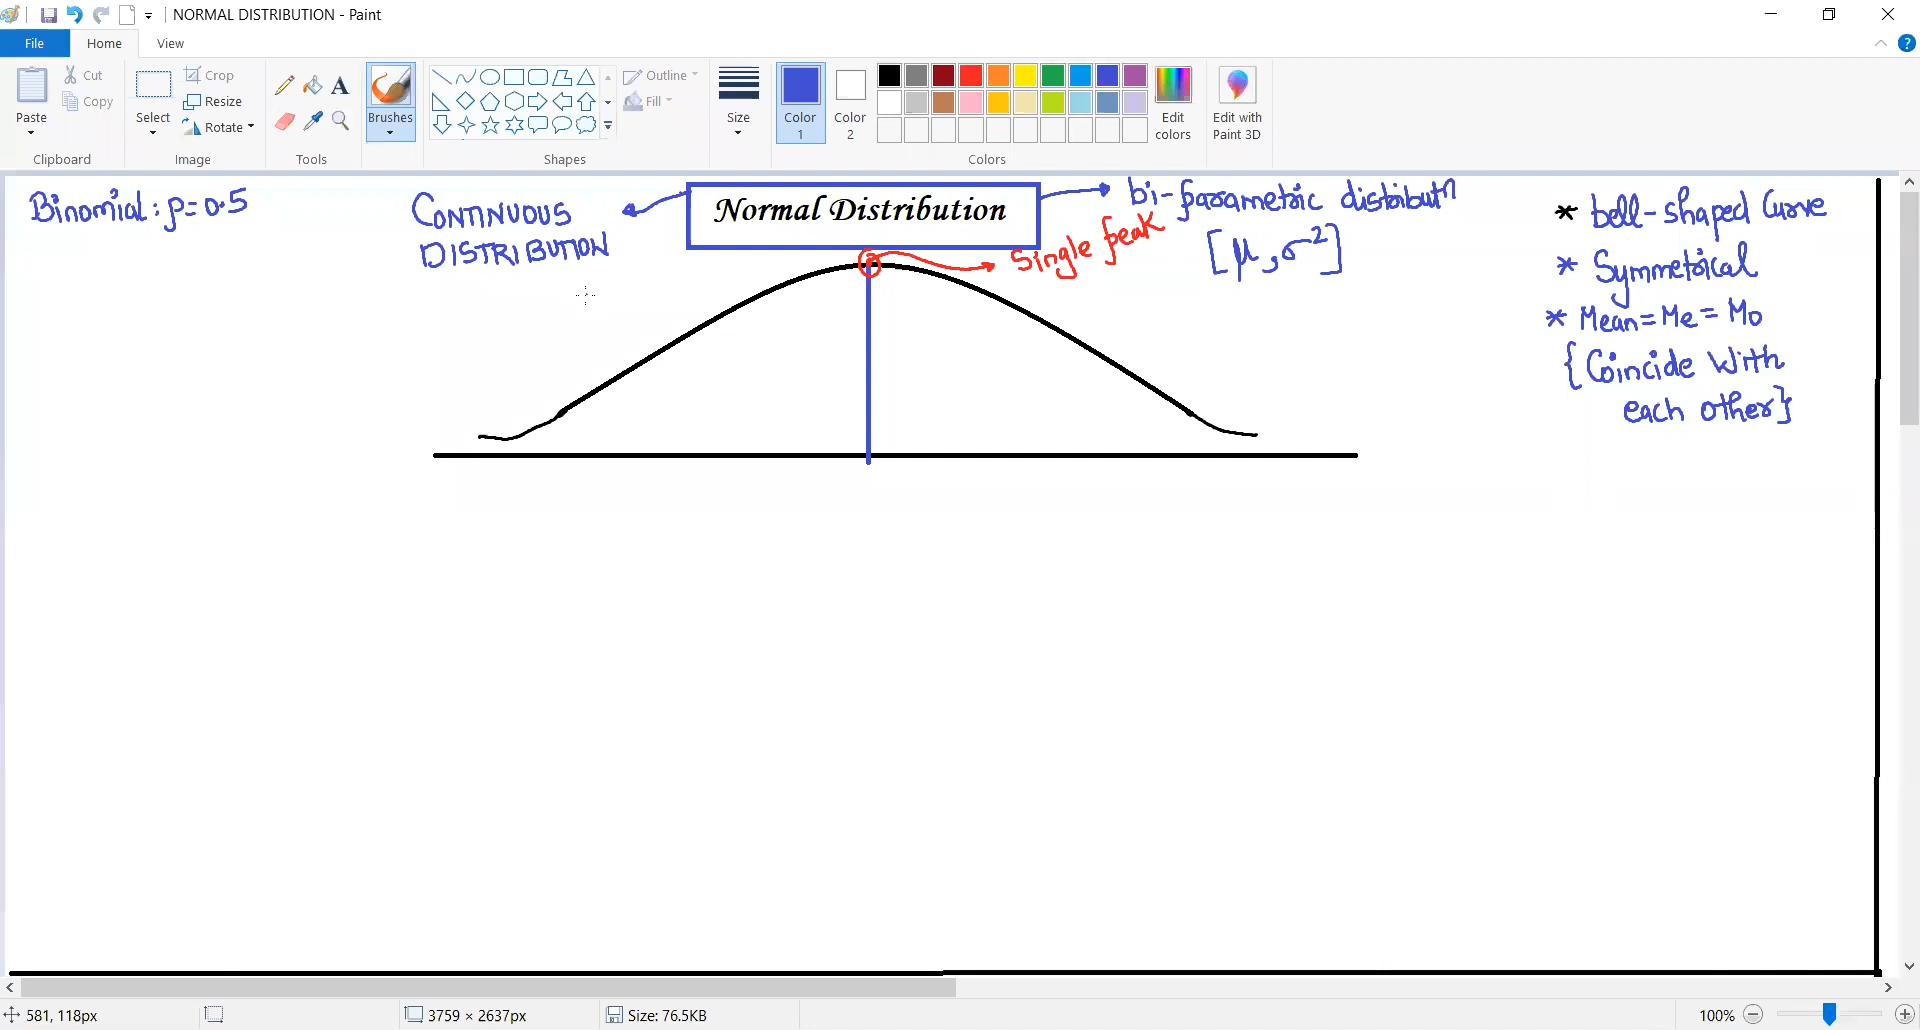 NORMAL DISTRIBUTION - Paint
File Home View
Paste
Cut
Copy
Clipboard
Select
Crop
Resize
Rotate
Image
Tools
Brushes
Outline
Fill
Shapes
Size
Color 1
Color 2
Edit colors
Edit with Paint 3D
Colors
Binomial: p=0.5
CONTINUOUS
DISTRIBUTION
Normal Distribution
bi-parametric distributn
[μ, σ²]
Single peak
* bell-shaped Curve
* Symmetrical
* Mean = Me = Mo
{Coincide with
each other}
581, 118px
3759 × 2637px
Size: 76.5KB
100%